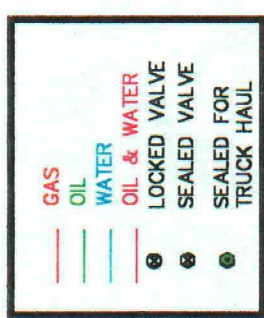 GAS
OIL
WATER
OIL & WATER
LOCKED VALVE
SEALED VALVE
SEALED FOR
TRUCK HAUL